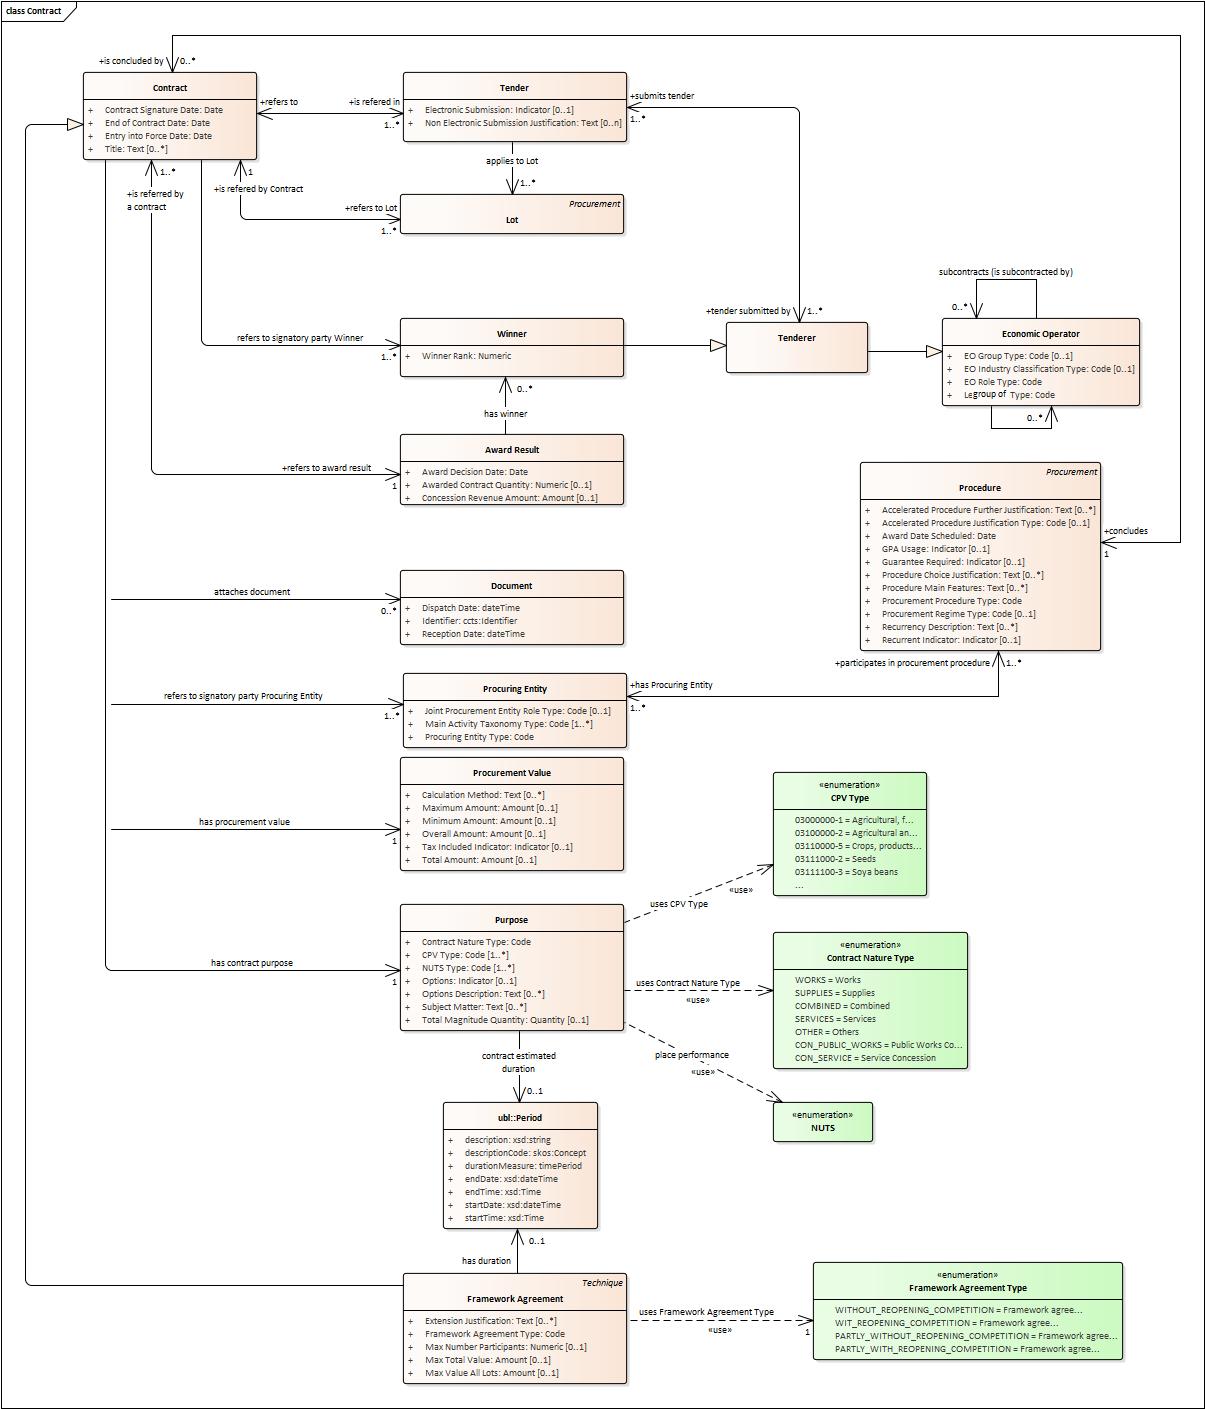 class Contract
+is concluded by
0..*
Contract
+ Contract Signature Date: Date
+ End of Contract Date: Date
+ Entry into Force Date: Date
+ Title: Text [0..*]
+refers to
+is refered in
1..*
Tender
+ Electronic Submission: Indicator [0..1]
+ Non Electronic Submission Justification: Text [0..n]
+submits tender
1..*
applies to Lot
1..*
1..*
+is referred by
a contract
1
+is refered by Contract
+refers to Lot
1..*
Procurement
Lot
subcontracts (is subcontracted by)
0..*
+tender submitted by
1..*
refers to signatory party Winner
1..*
Winner
+ Winner Rank: Numeric
Tenderer
Economic Operator
+ EO Group Type: Code [0..1]
+ EO Industry Classification Type: Code [0..1]
+ EO Role Type: Code
+ Legroup of Type: Code
0..*
0..*
has winner
+refers to award result
1
Award Result
+ Award Decision Date: Date
+ Awarded Contract Quantity: Numeric [0..1]
+ Concession Revenue Amount: Amount [0..1]
Procurement
Procedure
+ Accelerated Procedure Further Justification: Text [0..*]
+ Accelerated Procedure Justification Type: Code [0..1]
+ Award Date Scheduled: Date
+ GPA Usage: Indicator [0..1]
+ Guarantee Required: Indicator [0..1]
+ Procedure Choice Justification: Text [0..*]
+ Procedure Main Features: Text [0..*]
+ Procurement Procedure Type: Code
+ Procurement Regime Type: Code [0..1]
+ Recurrency Description: Text [0..*]
+ Recurrent Indicator: Indicator [0..1]
+concludes
1
attaches document
0..*
Document
+ Dispatch Date: dateTime
+ Identifier: ccts:Identifier
+ Reception Date: dateTime
+participates in procurement procedure
1..*
refers to signatory party Procuring Entity
1..*
Procuring Entity
+ Joint Procurement Entity Role Type: Code [0..1]
+ Main Activity Taxonomy Type: Code [1..*]
+ Procuring Entity Type: Code
+has Procuring Entity
1..*
has procurement value
1
Procurement Value
+ Calculation Method: Text [0..*]
+ Maximum Amount: Amount [0..1]
+ Minimum Amount: Amount [0..1]
+ Overall Amount: Amount [0..1]
+ Tax Included Indicator: Indicator [0..1]
+ Total Amount: Amount [0..1]
«enumeration»
CPV Type
03000000-1 = Agricultural, f...
03100000-2 = Agricultural an...
03110000-5 = Crops, products...
03111000-2 = Seeds
03111100-3 = Soya beans
...
«use»
uses CPV Type
has contract purpose
1
Purpose
+ Contract Nature Type: Code
+ CPV Type: Code [1..*]
+ NUTS Type: Code [1..*]
+ Options: Indicator [0..1]
+ Options Description: Text [0..*]
+ Subject Matter: Text [0..*]
+ Total Magnitude Quantity: Quantity [0..1]
uses Contract Nature Type
«use»
«enumeration»
Contract Nature Type
WORKS = Works
SUPPLIES = Supplies
COMBINED = Combined
SERVICES = Services
OTHER = Others
CON_PUBLIC_WORKS = Public Works Co...
CON_SERVICE = Service Concession
place performance
«use»
«enumeration»
NUTS
contract estimated
duration
0..1
ubl::Period
+ description: xsd:string
+ descriptionCode: skos:Concept
+ durationMeasure: timePeriod
+ endDate: xsd:dateTime
+ endTime: xsd:Time
+ startDate: xsd:dateTime
+ startTime: xsd:Time
0..1
has duration
Technique
Framework Agreement
+ Extension Justification: Text [0..*]
+ Framework Agreement Type: Code
+ Max Number Participants: Numeric [0..1]
+ Max Total Value: Amount [0..1]
+ Max Value All Lots: Amount [0..1]
uses Framework Agreement Type
«use»
1
«enumeration»
Framework Agreement Type
WITHOUT_REOPENING_COMPETITION = Framework agree...
WIT_REOPENING_COMPETITION = Framework agree...
PARTLY_WITHOUT_REOPENING_COMPETITION = Framework agree...
PARTLY_WITH_REOPENING_COMPETITION = Framework agree...